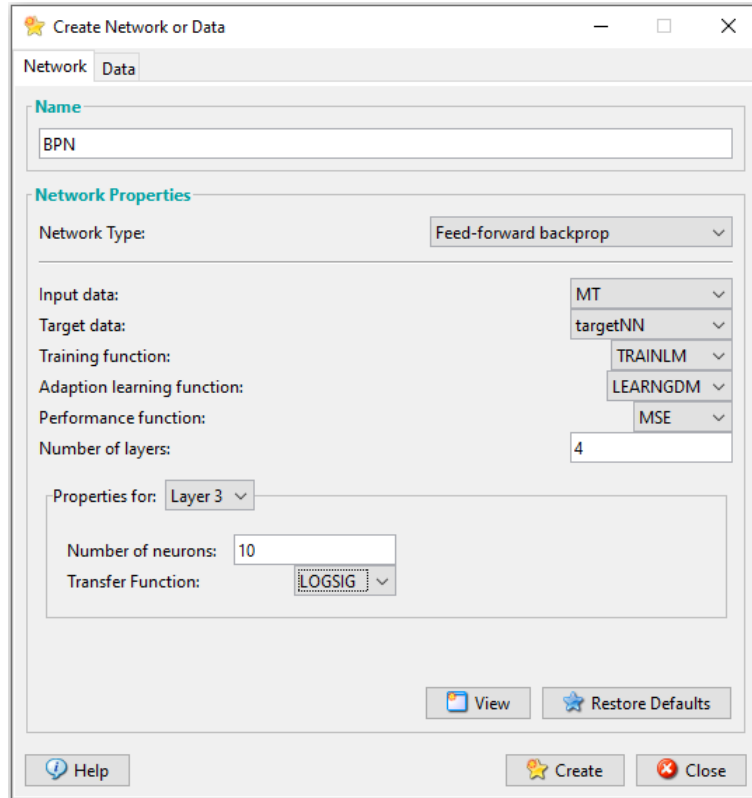 Create Network or Data
Network Data
Name
BPN
Network Properties
Network Type: Feed-forward backprop
Input data: MT
Target data: targetNN
Training function: TRAINLM
Adaption learning function: LEARNGDM
Performance function: MSE
Number of layers: 4
Properties for: Layer 3
Number of neurons: 10
Transfer Function: LOGSIG
View Restore Defaults
Help Create Close